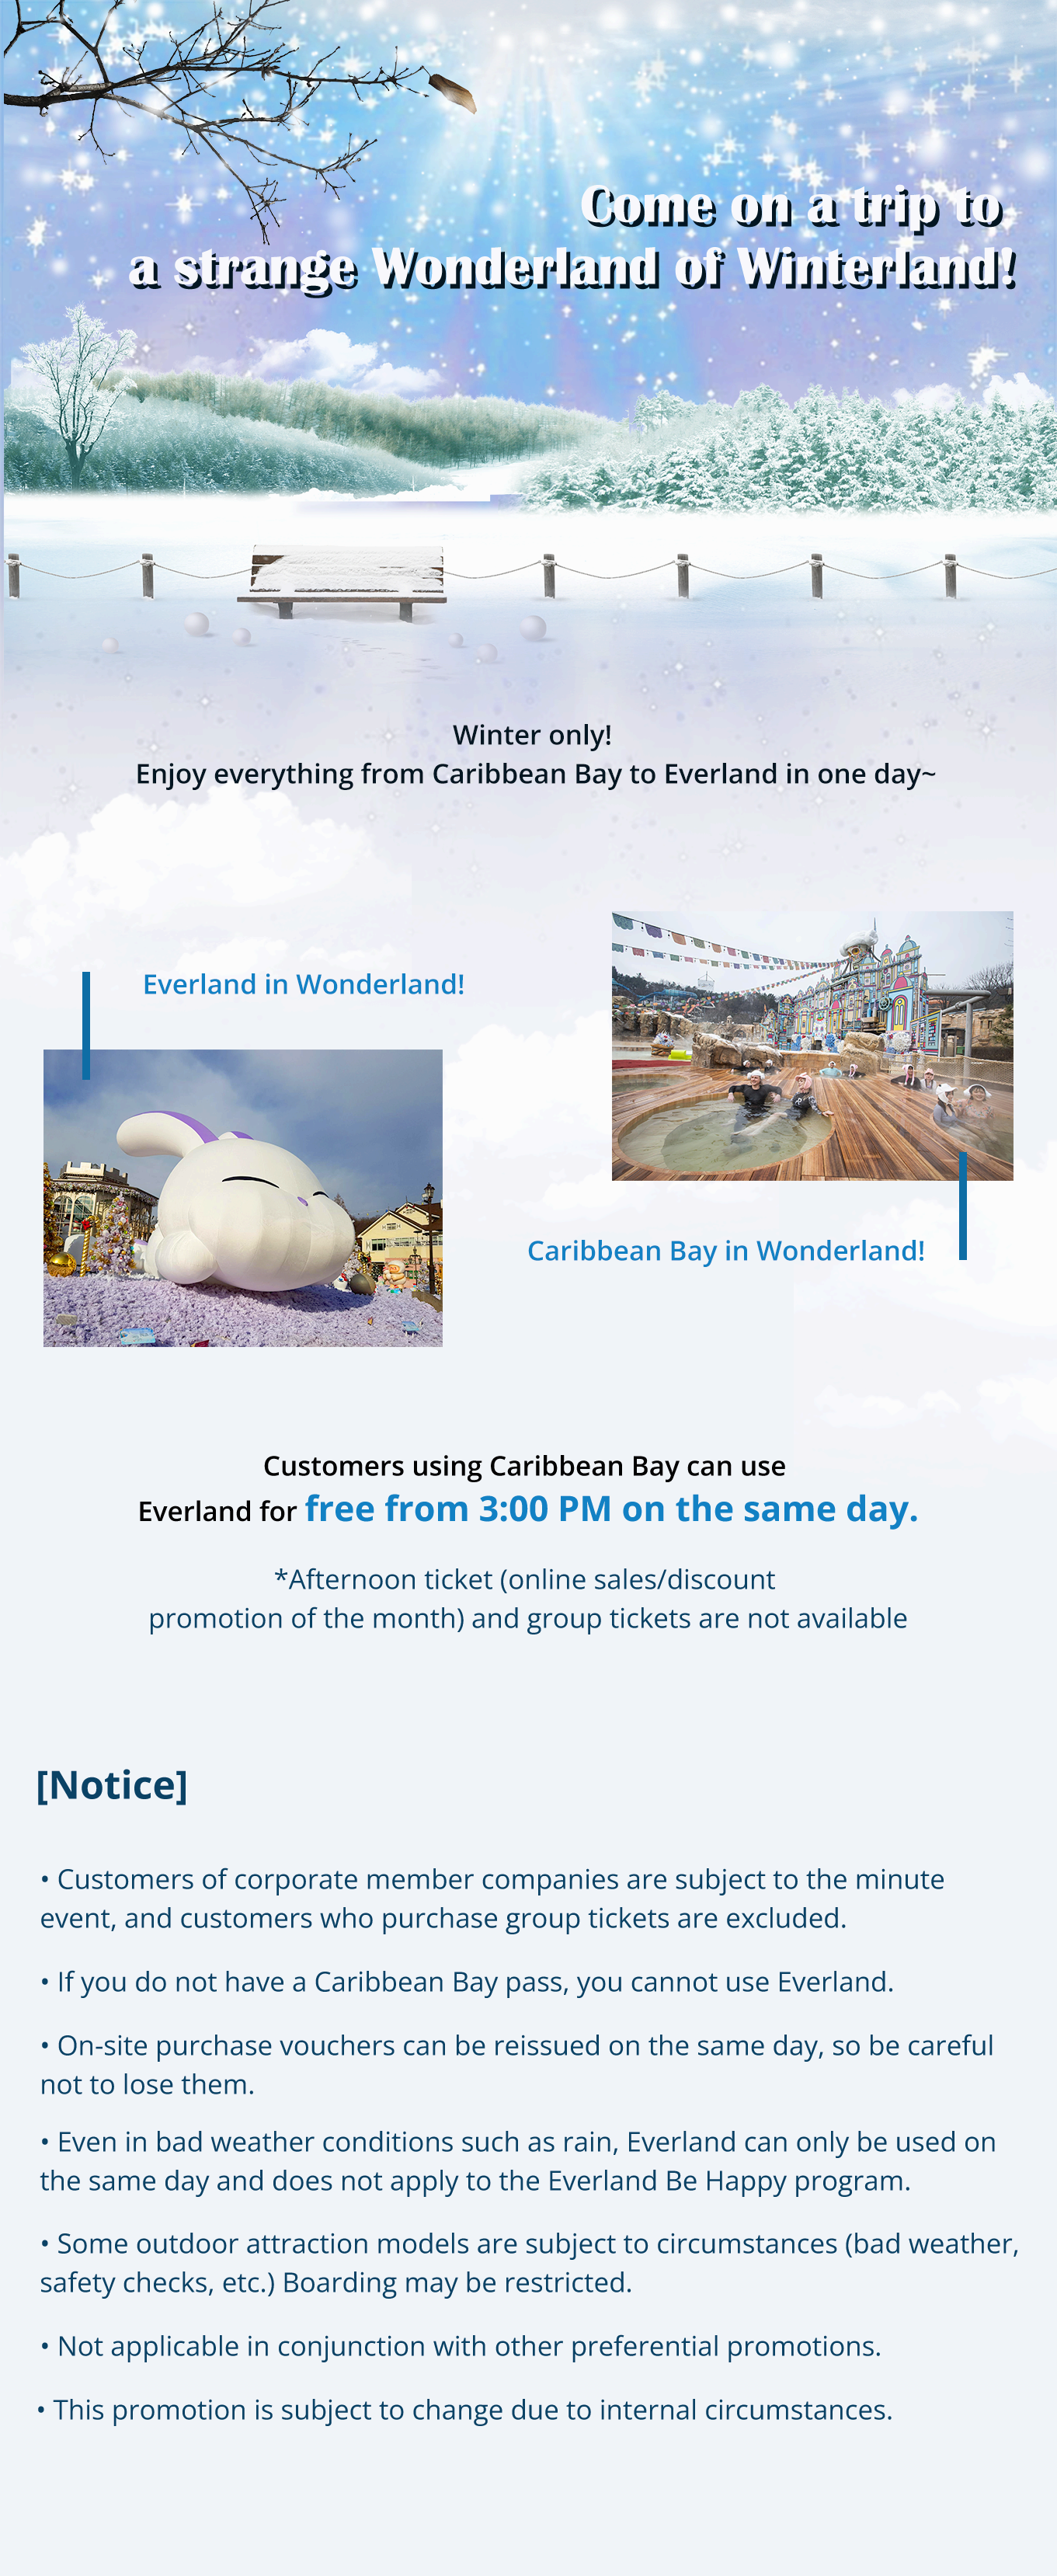 Come on a trip to
a strange Wonderland of Winterland!
Winter only!
Enjoy everything from Caribbean Bay to Everland in one day~
Everland in Wonderland!
Caribbean Bay in Wonderland!
Customers using Caribbean Bay can use
Everland for free from 3:00 PM on the same day.
*Afternoon ticket (online sales/discount
promotion of the month) and group tickets are not available
[Notice]
• Customers of corporate member companies are subject to the minute
event, and customers who purchase group tickets are excluded.
• If you do not have a Caribbean Bay pass, you cannot use Everland.
• On-site purchase vouchers can be reissued on the same day, so be careful
not to lose them.
• Even in bad weather conditions such as rain, Everland can only be used on
the same day and does not apply to the Everland Be Happy program.
• Some outdoor attraction models are subject to circumstances (bad weather,
safety checks, etc.) Boarding may be restricted.
• Not applicable in conjunction with other preferential promotions.
• This promotion is subject to change due to internal circumstances.